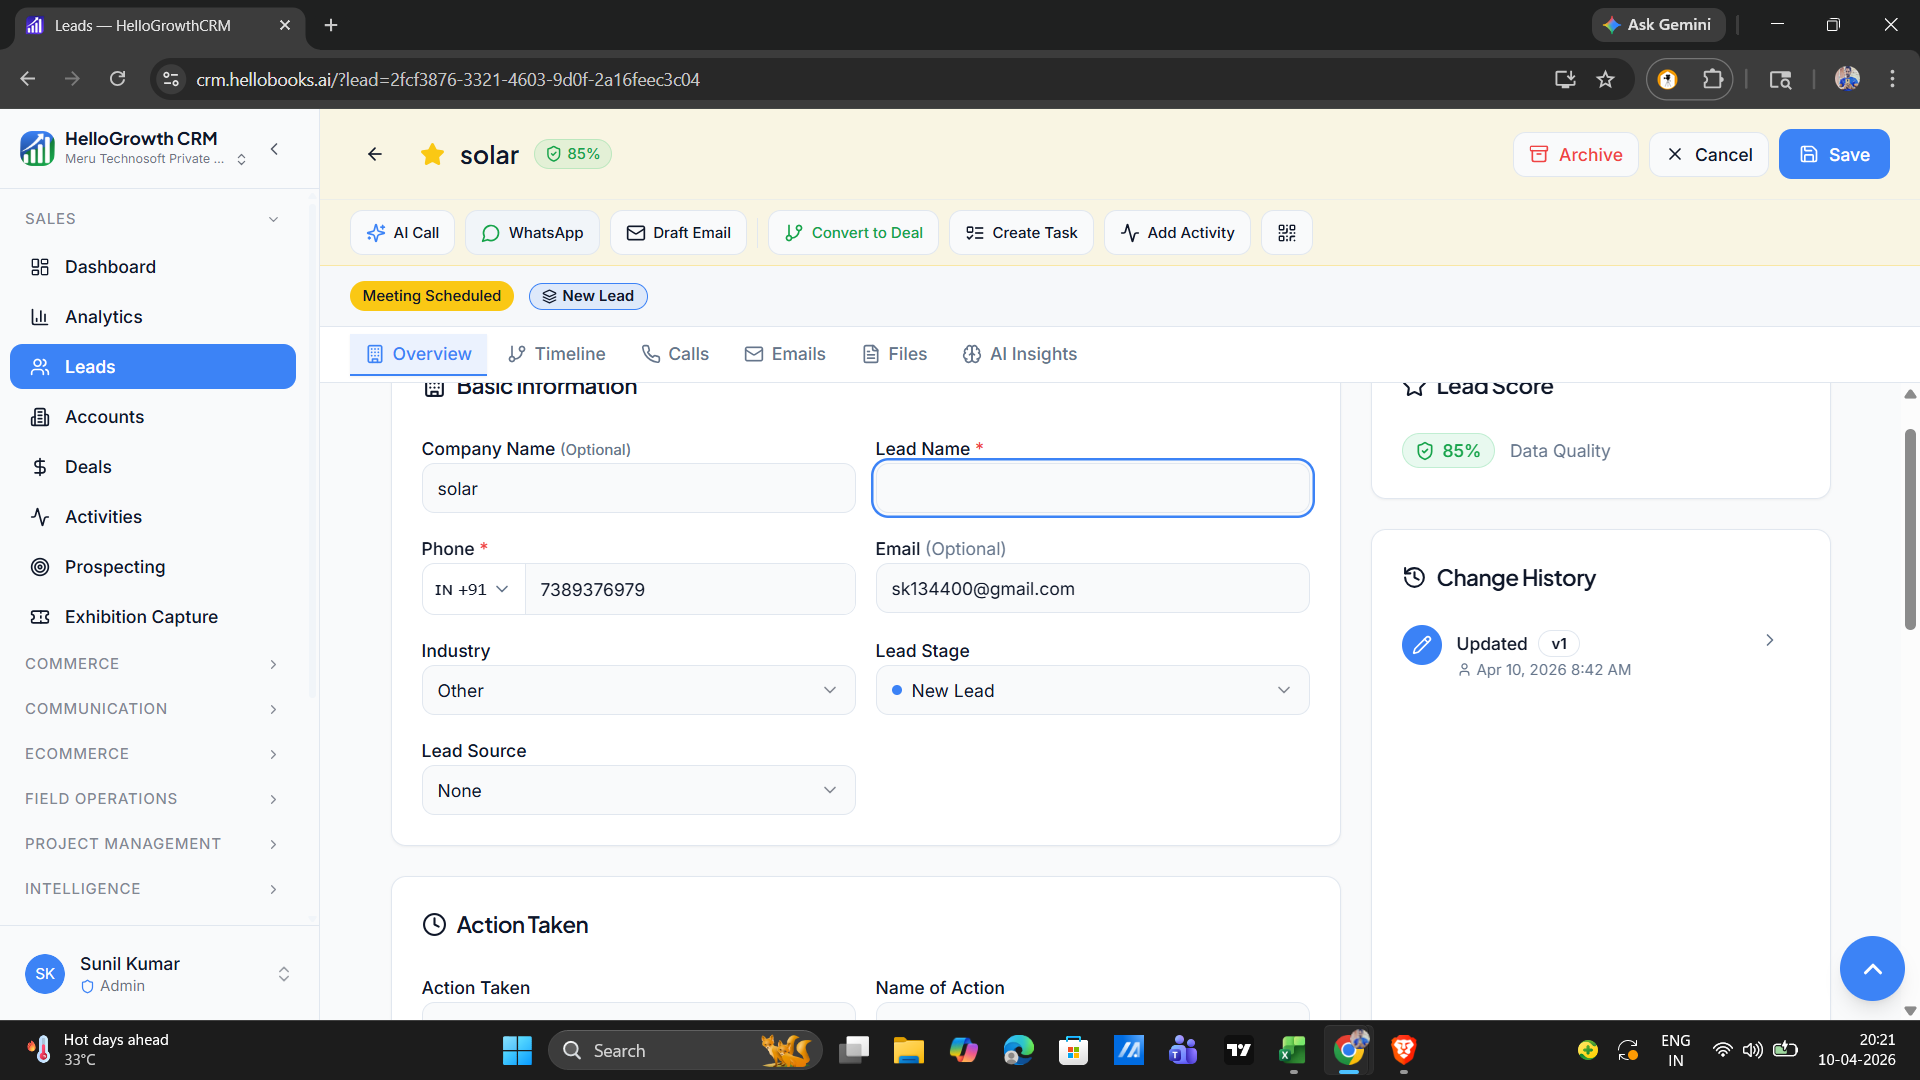 Leads — HelloGrowthCRM
Ask Gemini
crm.hellobooks.ai/?lead=2fcf3876-3321-4603-9d0f-2a16feec3c04
HelloGrowth CRM
Meru Technosoft Private ...
solar
85%
Archive
Cancel
Save
SALES
AI Call
WhatsApp
Draft Email
Convert to Deal
Create Task
Add Activity
Dashboard
Analytics
Leads
Accounts
Deals
Activities
Prospecting
Exhibition Capture
COMMERCE
COMMUNICATION
ECOMMERCE
FIELD OPERATIONS
PROJECT MANAGEMENT
INTELLIGENCE
SK
Sunil Kumar
Admin
Meeting Scheduled
New Lead
Overview
Timeline
Calls
Emails
Files
AI Insights
Basic Information
Company Name (Optional)
Lead Name *
solar
Phone *
Email (Optional)
IN +91
7389376979
sk134400@gmail.com
Industry
Lead Stage
Other
New Lead
Lead Source
None
Action Taken
Action Taken
Name of Action
Lead Score
85%
Data Quality
Change History
Updated
v1
Apr 10, 2026 8:42 AM
Hot days ahead
33°C
Search
ENG
IN
20:21
10-04-2026